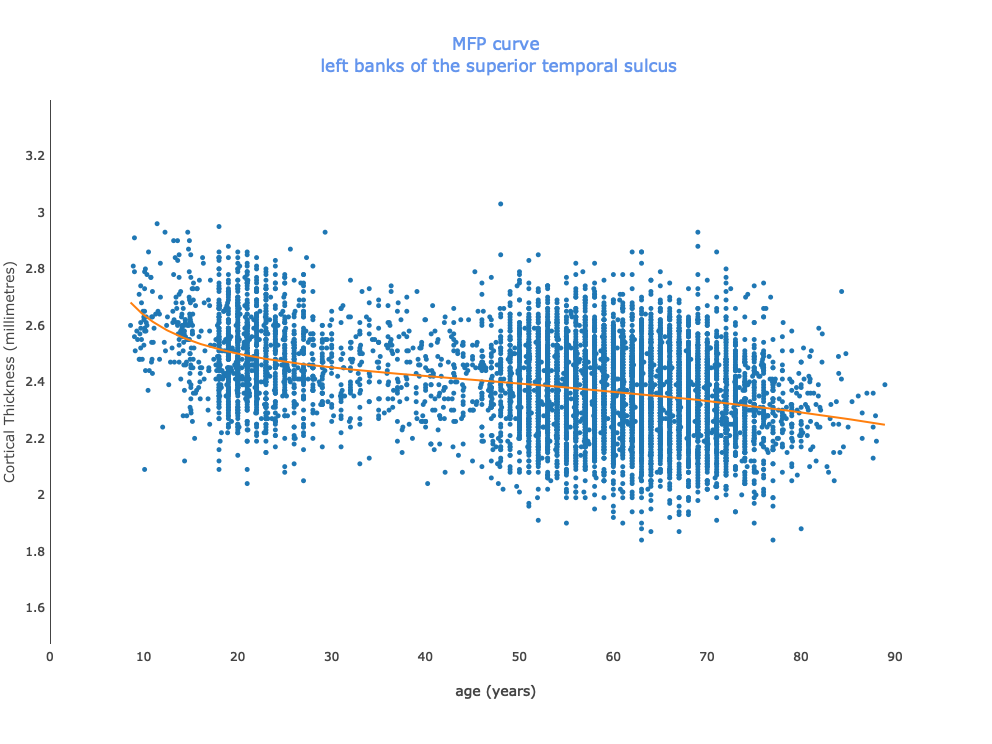 MFP curve
left banks of the superior temporal sulcus
Cortical Thickness (millimetres)
3.2
3
2.8
2.6
2.4
2.2
2
1.8
1.6
0 10 20 30 40 50 60 70 80 90
age (years)